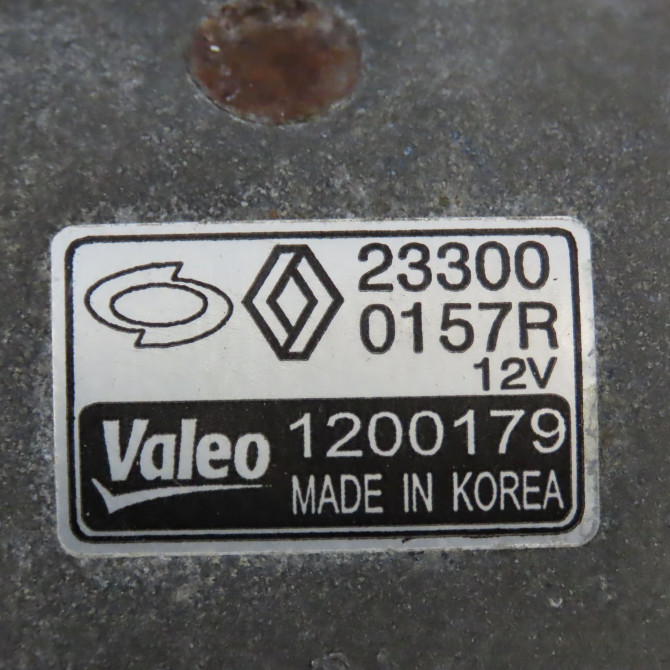 23300
0157R
12V
Valeo 1200179
MADE IN KOREA